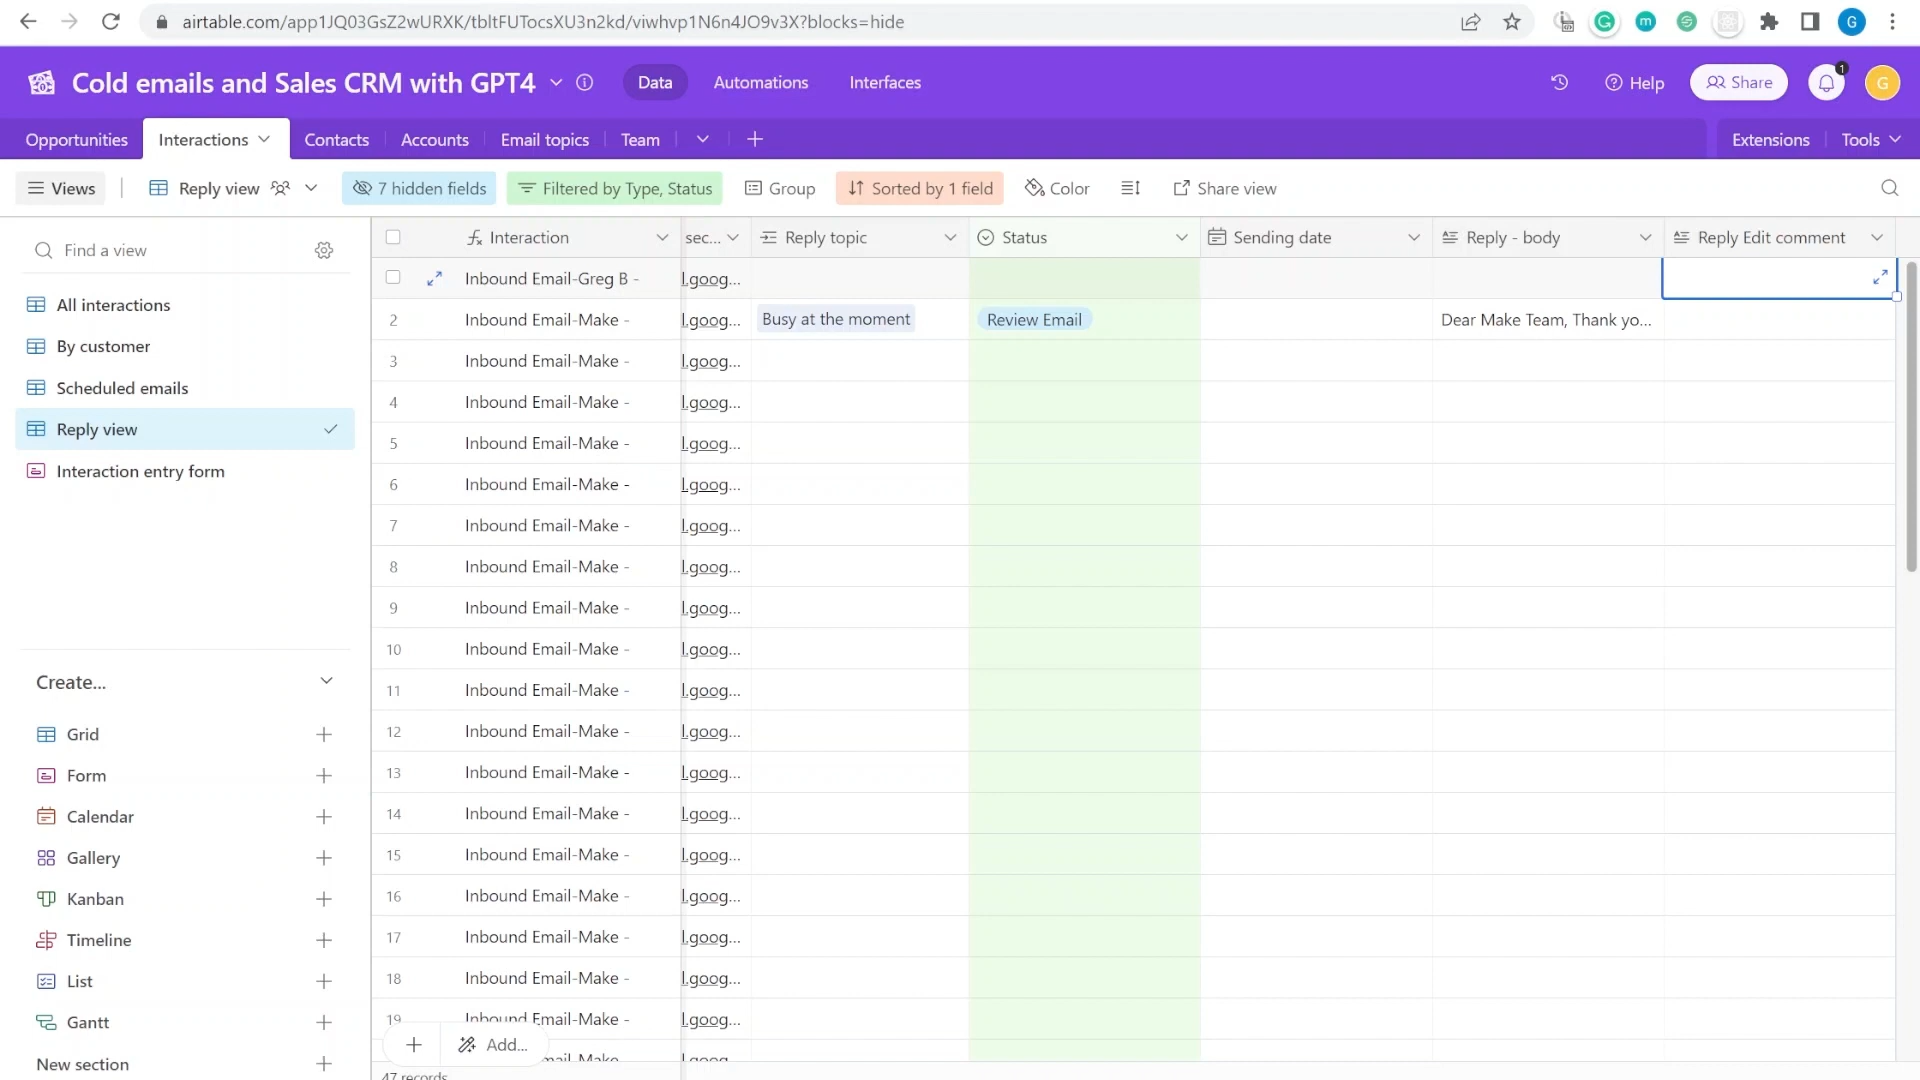 airtable.com/app1JQ03GsZ2wURXK/tbltFUTocsXU3n2kd/viwhvp1N6n4JO9v3X?blocks=hide
G
Cold emails and Sales CRM with GPT4
Data
Automations
Interfaces
Help
Share
1
G
Opportunities
Interactions
Contacts
Accounts
Email topics
Team
Extensions
Tools
Views
Reply view
7 hidden fields
Filtered by Type, Status
Group
Sorted by 1 field
Color
Share view
Find a view
All interactions
By customer
Scheduled emails
Reply view
Interaction entry form
Create...
Grid
Form
Calendar
Gallery
Kanban
Timeline
List
Gantt
New section
Interaction sec... Reply topic Status Sending date Reply - body Reply Edit comment
Inbound Email-Greg B - l.goog...
2 Inbound Email-Make - l.goog... Busy at the moment Review Email Dear Make Team, Thank yo...
3 Inbound Email-Make - l.goog...
4 Inbound Email-Make - l.goog...
5 Inbound Email-Make - l.goog...
6 Inbound Email-Make - l.goog...
7 Inbound Email-Make - l.goog...
8 Inbound Email-Make - l.goog...
9 Inbound Email-Make - l.goog...
10 Inbound Email-Make - l.goog...
11 Inbound Email-Make - l.goog...
12 Inbound Email-Make - l.goog...
13 Inbound Email-Make - l.goog...
14 Inbound Email-Make - l.goog...
15 Inbound Email-Make - l.goog...
16 Inbound Email-Make - l.goog...
17 Inbound Email-Make - l.goog...
18 Inbound Email-Make - l.goog...
19 Inbound Email-Make - l.goog...
Add...
47 records